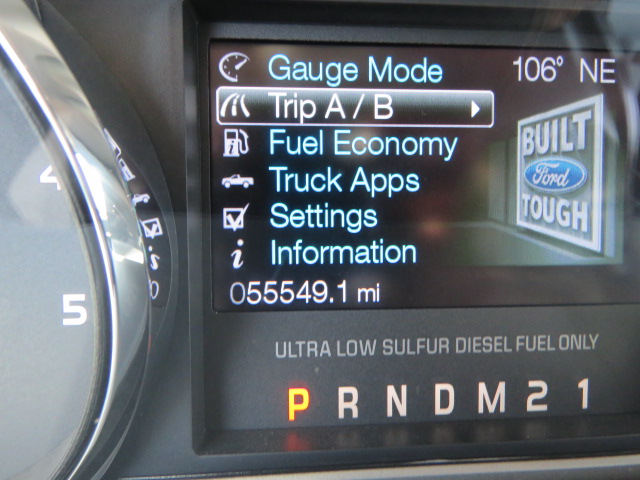 Gauge Mode 106° NE
Trip A / B
Fuel Economy
Truck Apps
Settings
Information
055549.1 mi
BUILT
Ford
TOUGH
ULTRA LOW SULFUR DIESEL FUEL ONLY
P R N D M 2 1
4
5